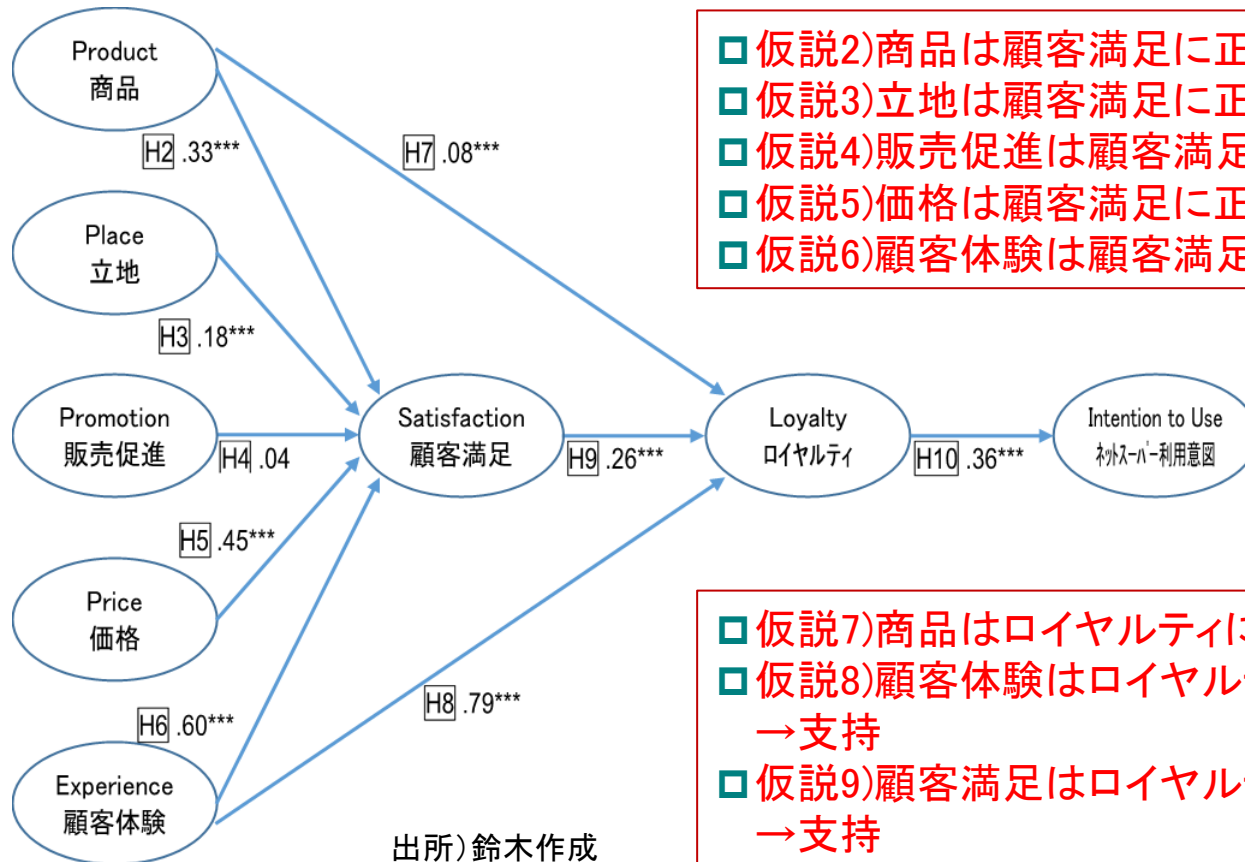 Product
商品
H2 .33***
H7 .08***
Place
立地
H3 .18***
Promotion
販売促進
H4 .04
Satisfaction
顧客満足
H9 .26***
Loyalty
ロイヤルティ
H10 .36***
Intention to Use
ネットスーパー利用意図
H5 .45***
Price
価格
H6 .60***
H8 .79***
Experience
顧客体験
出所)鈴木作成
仮説2)商品は顧客満足に正
仮説3)立地は顧客満足に正
仮説4)販売促進は顧客満足
仮説5)価格は顧客満足に正
仮説6)顧客体験は顧客満足
仮説7)商品はロイヤルティに
仮説8)顧客体験はロイヤル
→支持
仮説9)顧客満足はロイヤル
→支持